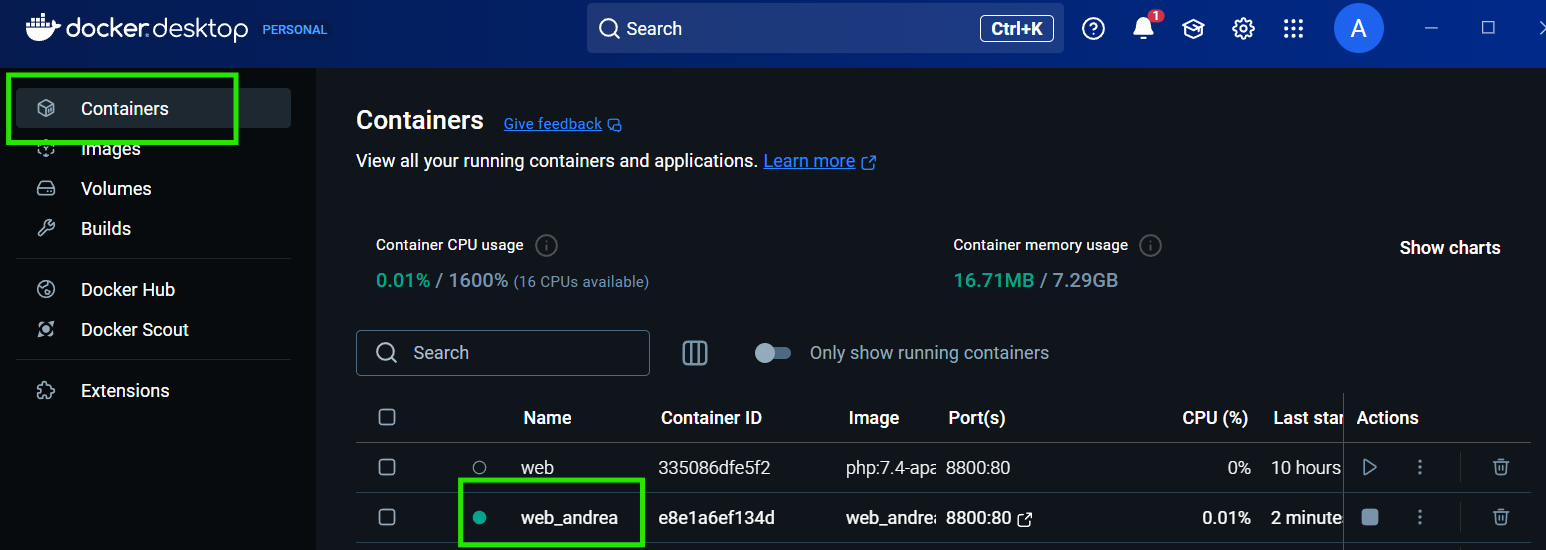 docker desktop PERSONAL
Search Ctrl+K
1
A
Containers
Images
Volumes
Builds
Docker Hub
Docker Scout
Extensions
Containers Give feedback
View all your running containers and applications. Learn more
Container CPU usage
0.01% / 1600% (16 CPUs available)
Container memory usage
16.71MB / 7.29GB
Show charts
Search
Only show running containers
Name Container ID Image Port(s) CPU (%) Last star Actions
web 335086dfe5f2 php:7.4-apa 8800:80 0% 10 hours
web_andrea e8e1a6ef134d web_andrea 8800:80 0.01% 2 minute